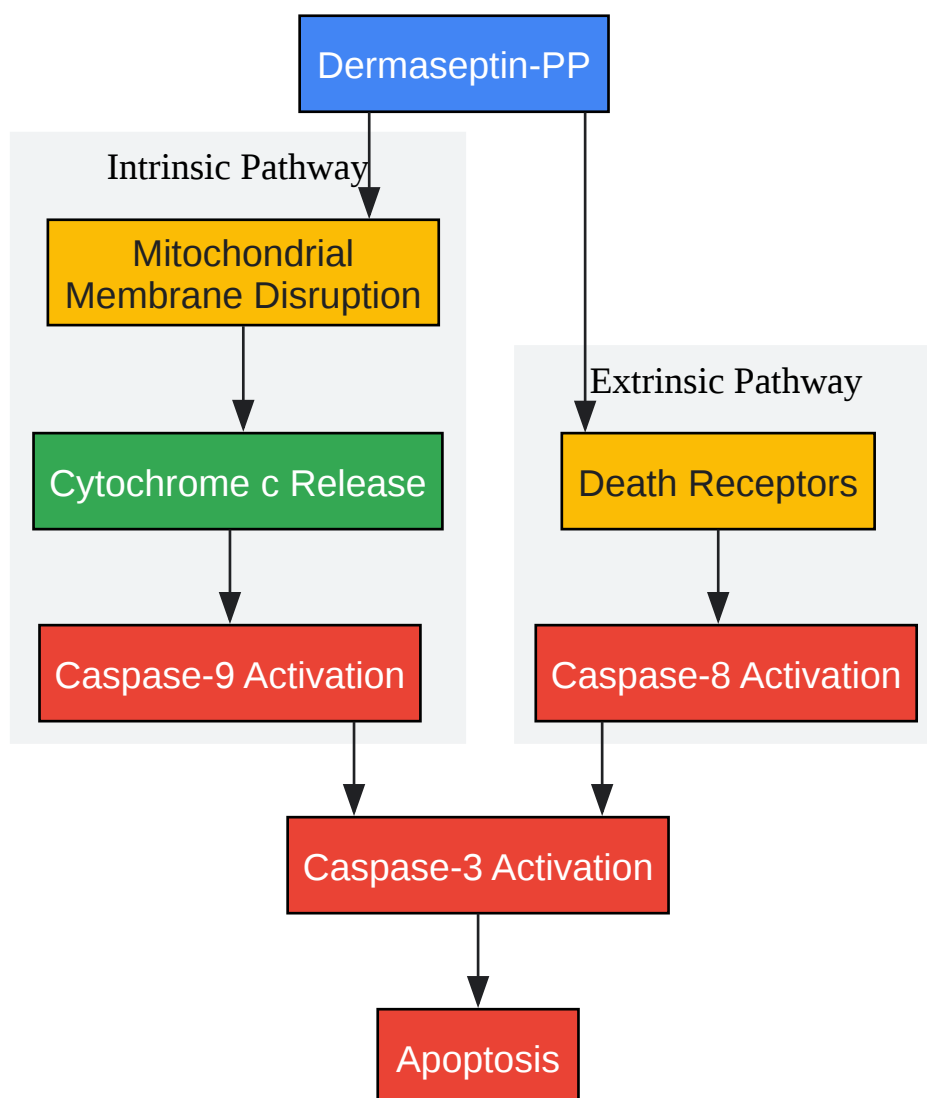 Dermaseptin-PP
Intrinsic Pathway
Mitochondrial
Membrane Disruption
Extrinsic Pathway
Cytochrome c Release
Death Receptors
Caspase-9 Activation
Caspase-8 Activation
Caspase-3 Activation
Apoptosis